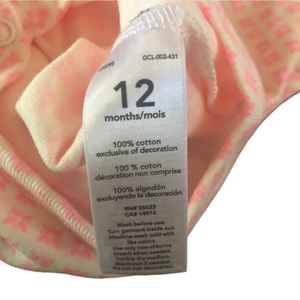 GCL-002-431
12
months/mois
100% cotton
exclusive of decoration
100 % coton
décoration non comprise
100% algodón
excluyendo la decoración
RN# 35685
CA# 14974
Wash before use.
Turn garment inside out.
Machine wash cold with
like colors.
Use only non-chlorine
bleach when needed.
Tumble dry medium.
Warm iron if needed.
Do not iron decoration.